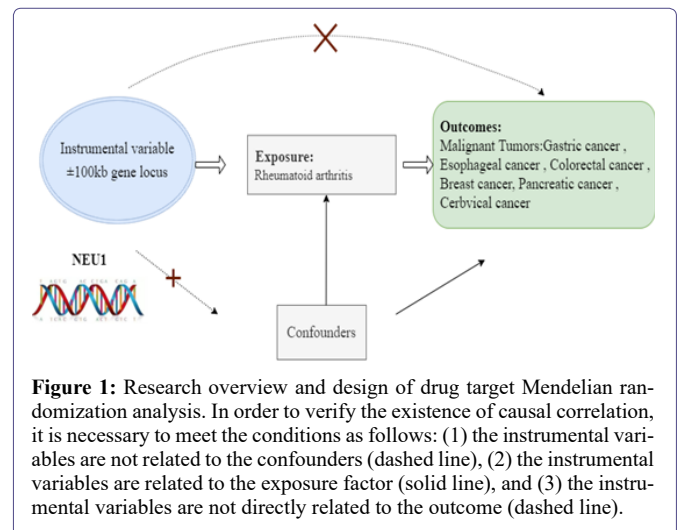 Instrumental variable
±100kb gene locus
Exposure:
Rheumatoid arthritis
Outcomes:
Malignant Tumors:Gastric cancer ,
Esophageal cancer , Colorectal cancer ,
Breast cancer, Pancreatic cancer ,
Cerbvical cancer
NEU1
Confounders
Figure 1: Research overview and design of drug target Mendelian ran-
domization analysis. In order to verify the existence of causal correlation,
it is necessary to meet the conditions as follows: (1) the instrumental vari-
ables are not related to the confounders (dashed line), (2) the instrumental
variables are related to the exposure factor (solid line), and (3) the instru-
mental variables are not directly related to the outcome (dashed line).